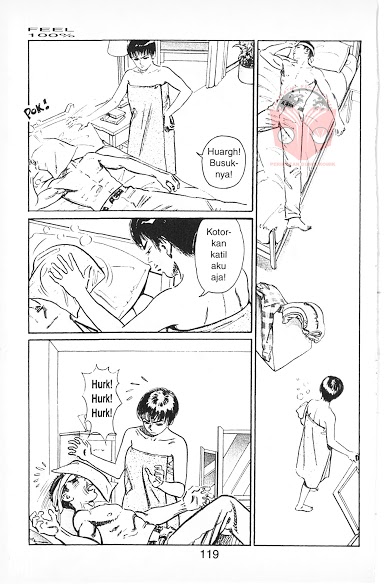 FEEL
100%
POK!
Huargh!
Busuk-
nya!
Kotor-
kan
katil
aku
aja!
Hurk!
Hurk!
Hurk!
119